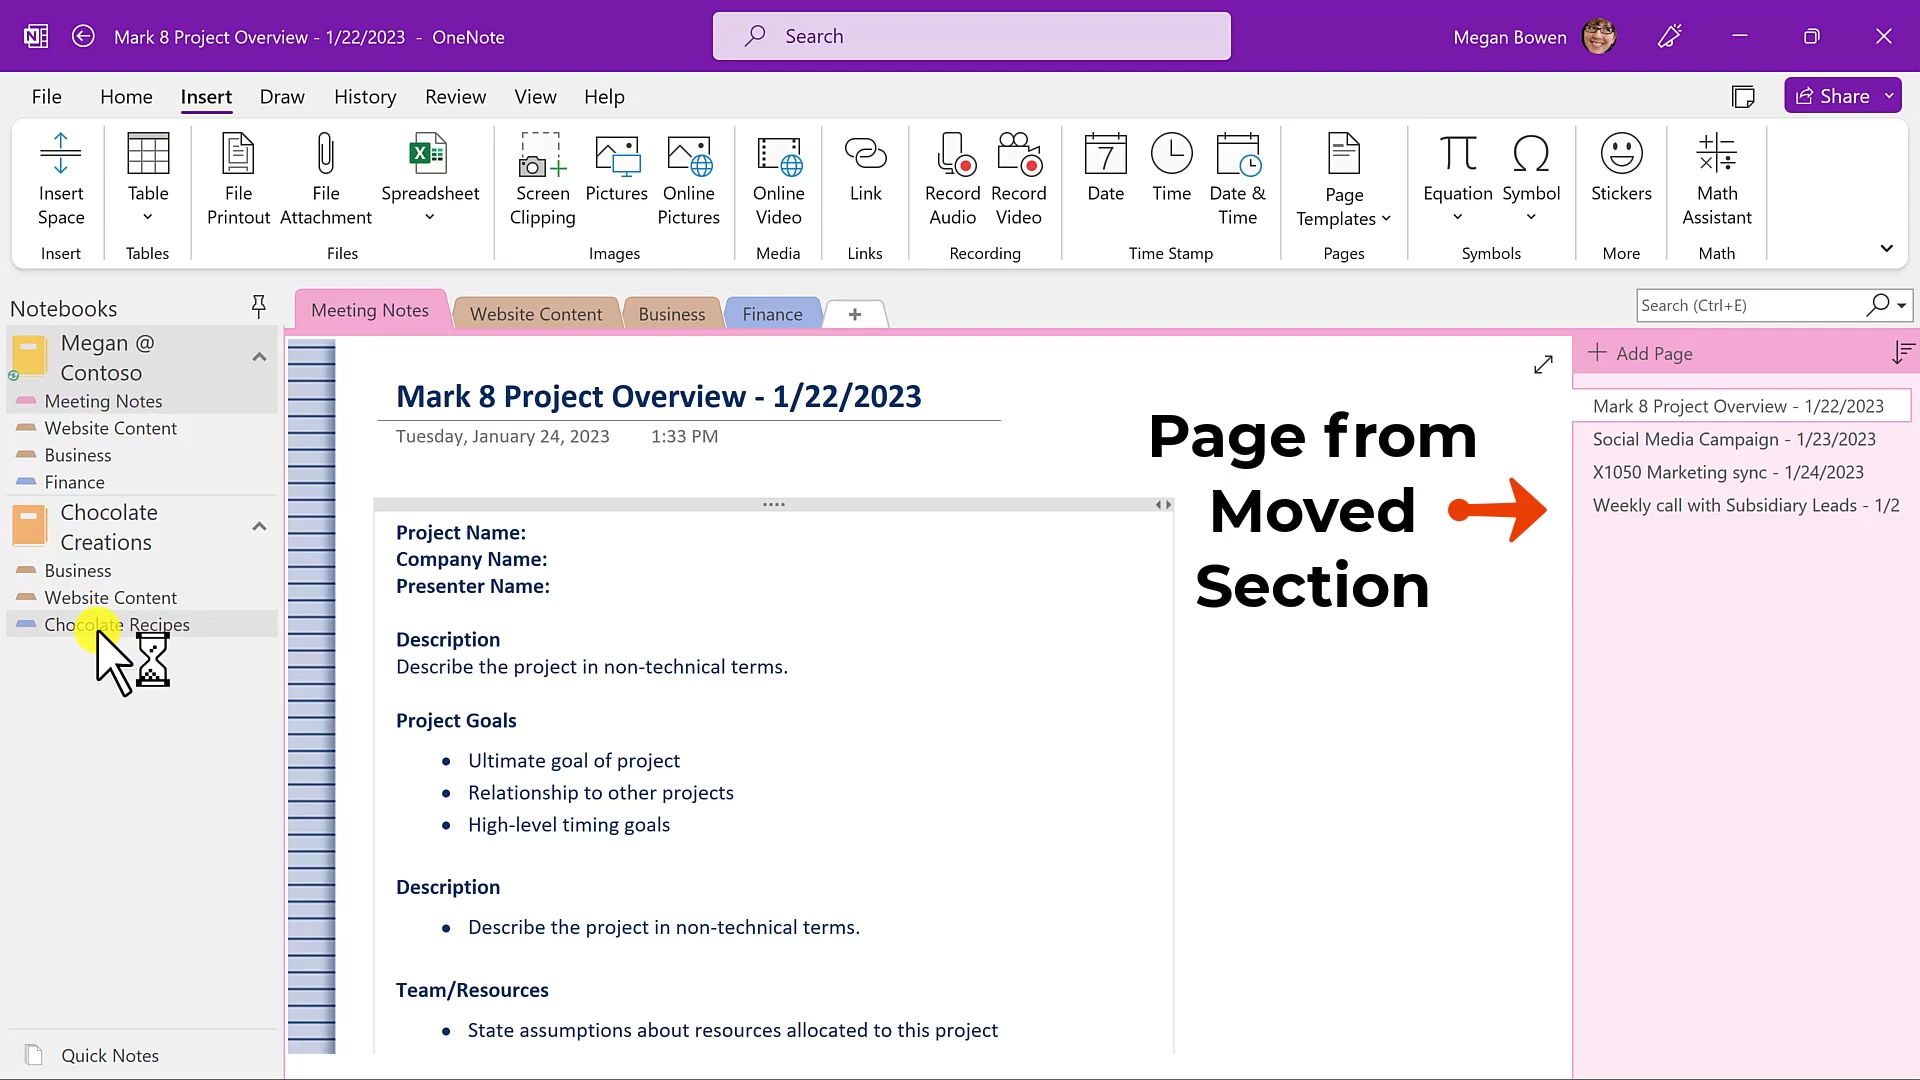 Mark 8 Project Overview - 1/22/2023 - OneNote
Search
Megan Bowen
File Home Insert Draw History Review View Help
Share
Insert Space
Table
File Printout
File Attachment
Spreadsheet
Screen Clipping
Pictures
Online Pictures
Online Video
Link
Record Audio
Record Video
7
Date
Time
Date & Time
Page Templates
Equation
Symbol
Stickers
Math Assistant
Insert Tables Files Images Media Links Recording Time Stamp Pages Symbols More Math
Notebooks
Megan @
Contoso
Meeting Notes
Website Content
Business
Finance
Chocolate
Creations
Business
Website Content
Chocolate Recipes
Quick Notes
Meeting Notes Website Content Business Finance +
Search (Ctrl+E)
Mark 8 Project Overview - 1/22/2023
Tuesday, January 24, 2023 1:33 PM
Project Name:
Company Name:
Presenter Name:
Description
Describe the project in non-technical terms.
Project Goals
• Ultimate goal of project
• Relationship to other projects
• High-level timing goals
Description
• Describe the project in non-technical terms.
Team/Resources
• State assumptions about resources allocated to this project
Page from
Moved
Section
Add Page
Mark 8 Project Overview - 1/22/2023
Social Media Campaign - 1/23/2023
X1050 Marketing sync - 1/24/2023
Weekly call with Subsidiary Leads - 1/2